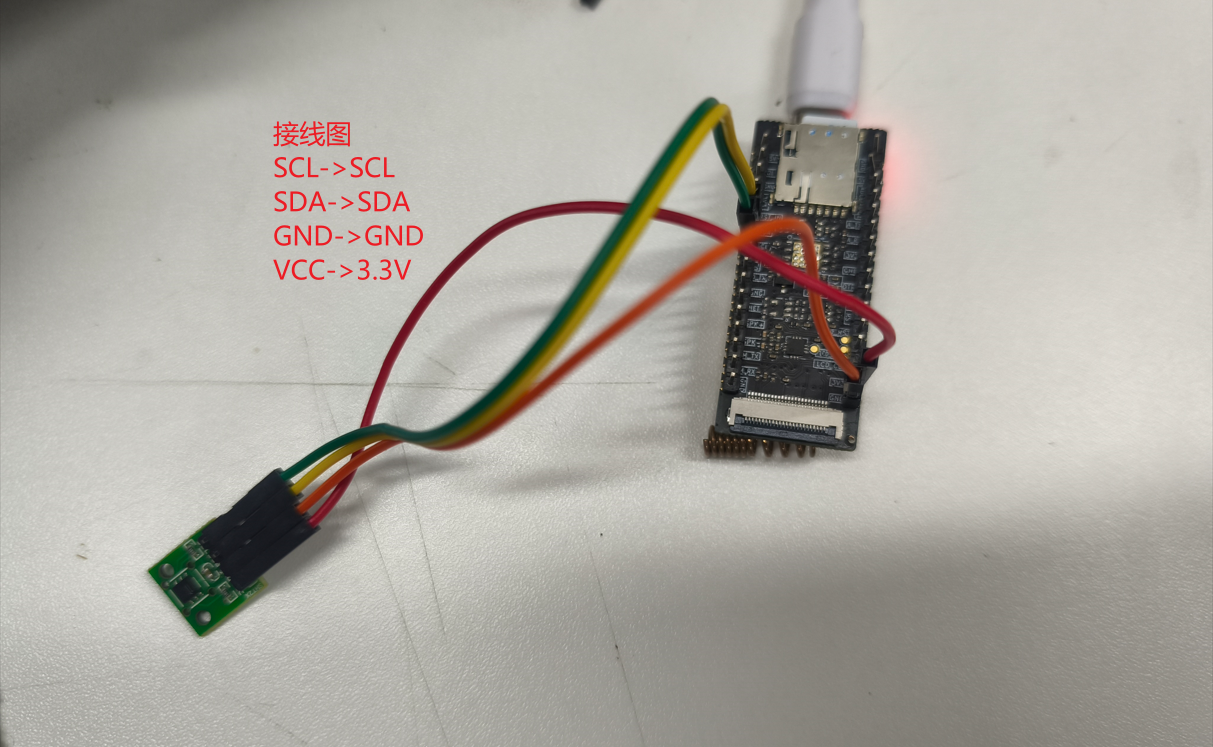 接线图
SCL->SCL
SDA->SDA
GND->GND
VCC->3.3V